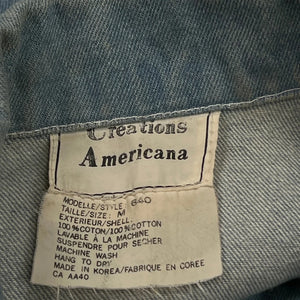 Creations
Americana
MODELLE/STYLE 640
TAILLE/SIZE: M
EXTERIEUR/SHELL:
100%COTON/100%COTTON
LAVABLE À LA MACHINE
SUSPENDRE POUR SECHER
MACHINE WASH
HANG TO DRY
MADE IN KOREA/FABRIQUE EN COREE
CA AA40